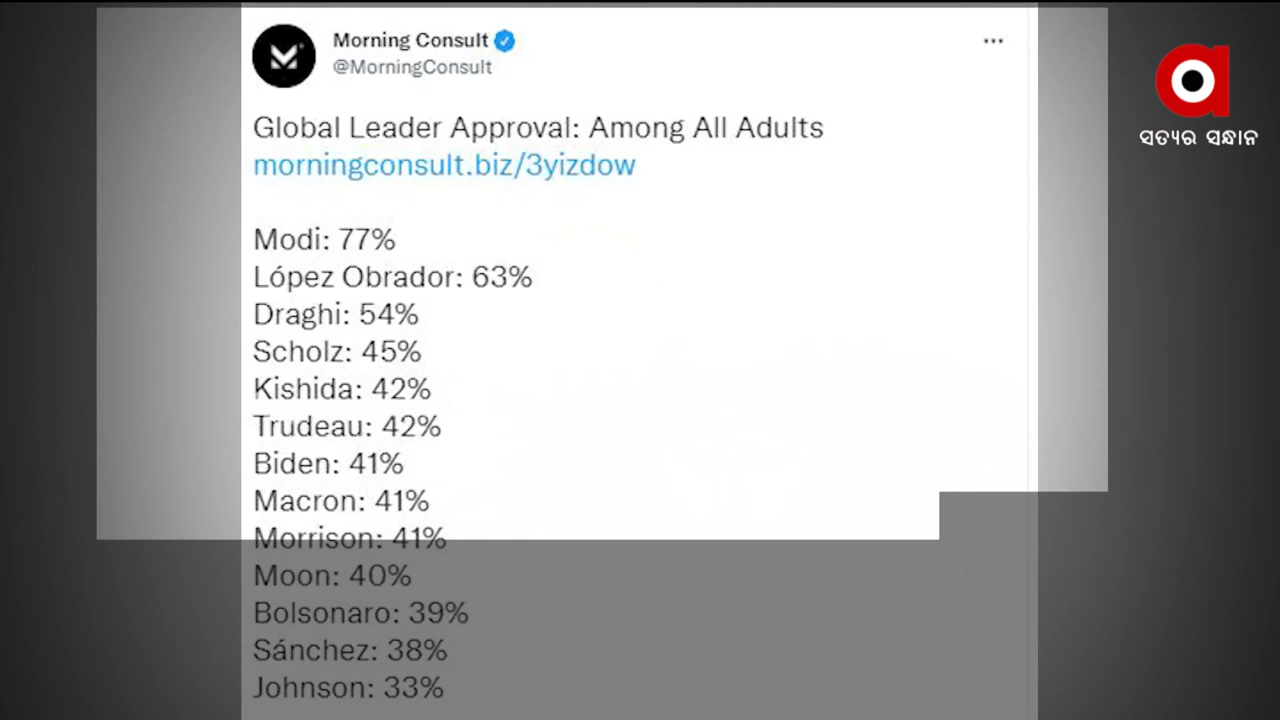 Morning Consult
@MorningConsult
Global Leader Approval: Among All Adults
morningconsult.biz/3yizdow
Modi: 77%
López Obrador: 63%
Draghi: 54%
Scholz: 45%
Kishida: 42%
Trudeau: 42%
Biden: 41%
Macron: 41%
Morrison: 41%
Moon: 40%
Bolsonaro: 39%
Sánchez: 38%
Johnson: 33%
ସତ୍ୟର ସନ୍ଧାନ